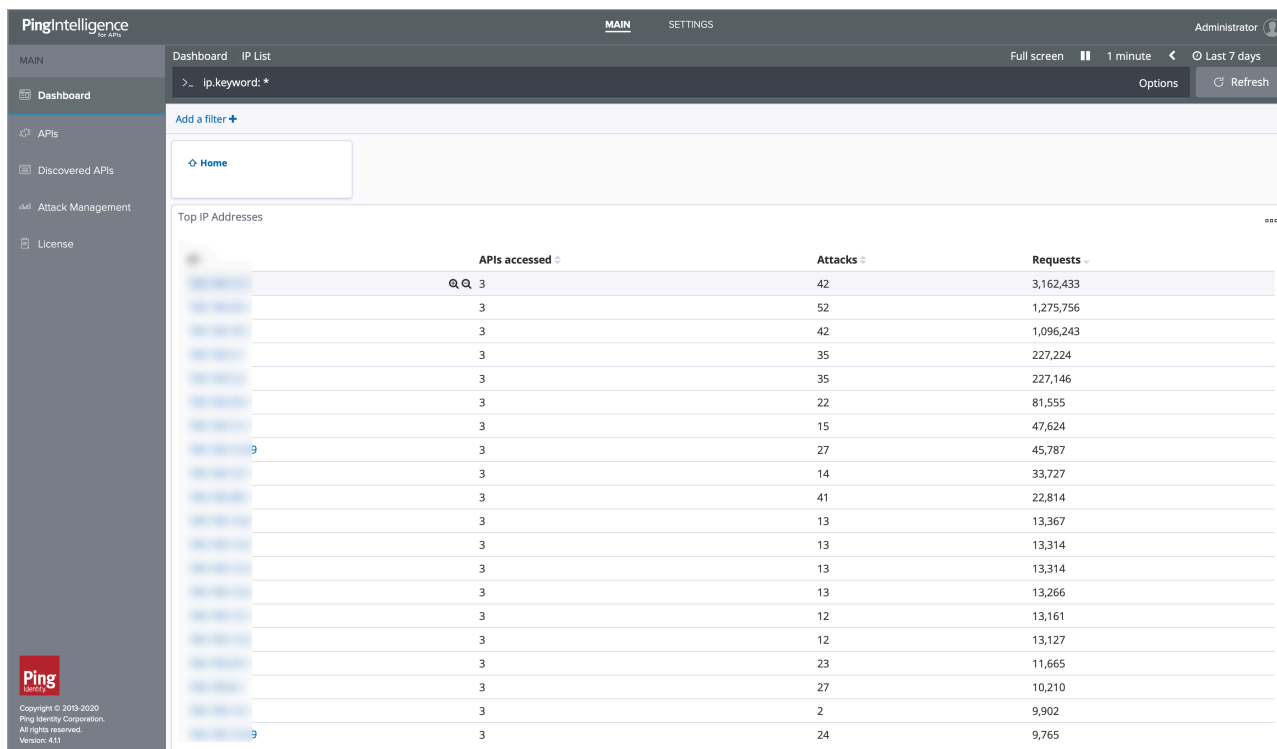 PingIntelligence
for APIs
MAIN SETTINGS
Administrator
MAIN
Dashboard
APIs
Discovered APIs
Attack Management
License
Dashboard IP List
Full screen 1 minute Last 7 days
>_ ip.keyword: *
Options Refresh
Add a filter +
Home
Top IP Addresses
APIs accessed Attacks Requests
3 42 3,162,433
3 52 1,275,756
3 42 1,096,243
3 35 227,224
3 35 227,146
3 22 81,555
3 15 47,624
9 3 27 45,787
3 14 33,727
3 41 22,814
3 13 13,367
3 13 13,314
3 13 13,314
3 13 13,266
3 12 13,161
3 12 13,127
3 23 11,665
3 27 10,210
3 2 9,902
9 3 24 9,765
Ping
Identity.
Copyright © 2013-2020
Ping Identity Corporation.
All rights reserved.
Version: 4.1.1